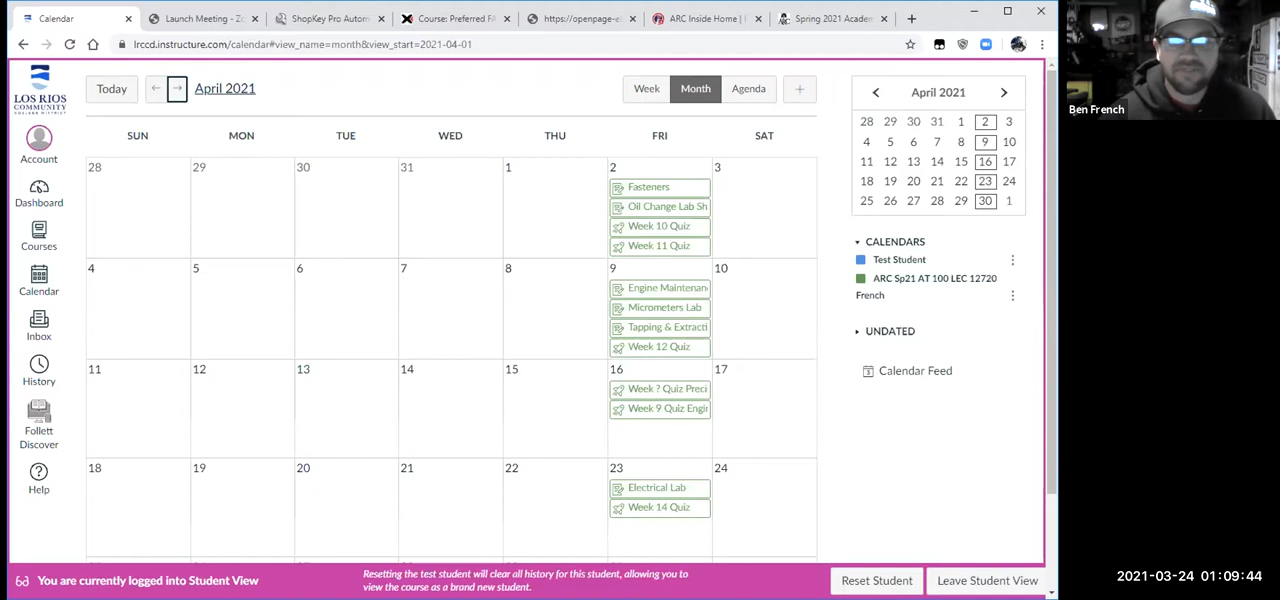 Calendar
Launch Meeting - Zo
ShopKey Pro Autom
Course: Preferred FA
https://openpage-e
ARC Inside Home | I
Spring 2021 Academ
lrccd.instructure.com/calendar#view_name=month&view_start=2021-04-01
LOS RIOS
COMMUNITY
COLLEGE DISTRICT
Account
Dashboard
Courses
Calendar
Inbox
History
Follett
Discover
Help
Today
April 2021
Week
Month
Agenda
SUN MON TUE WED THU FRI SAT
28 29 30 31 1 2 3
Fasteners
Oil Change Lab Sh
Week 10 Quiz
Week 11 Quiz
4 5 6 7 8 9 10
Engine Maintenan
Micrometers Lab
Tapping & Extracti
Week 12 Quiz
11 12 13 14 15 16 17
Week ? Quiz Preci
Week 9 Quiz Engi
18 19 20 21 22 23 24
Electrical Lab
Week 14 Quiz
April 2021
28 29 30 31 1 2 3
4 5 6 7 8 9 10
11 12 13 14 15 16 17
18 19 20 21 22 23 24
25 26 27 28 29 30 1
CALENDARS
Test Student
ARC Sp21 AT 100 LEC 12720
French
UNDATED
Calendar Feed
You are currently logged into Student View
Resetting the test student will clear all history for this student, allowing you to
view the course as a brand new student.
Reset Student
Leave Student View
Ben French
2021-03-24 01:09:44